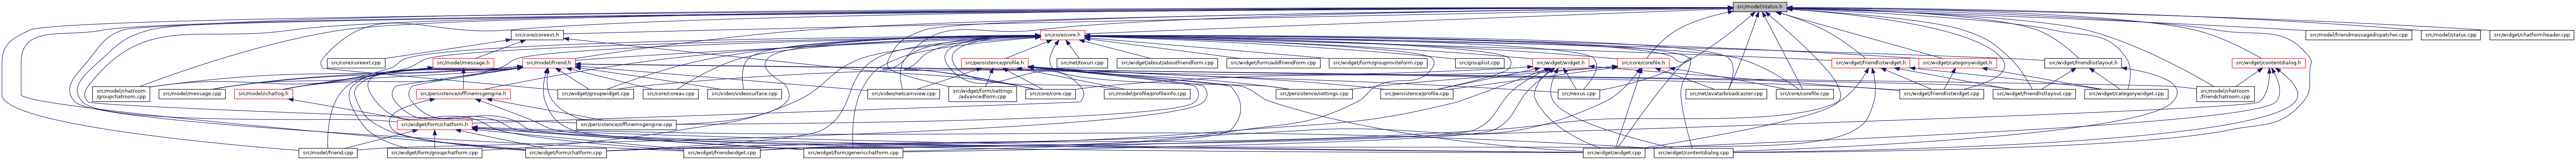 src/model/status.h
src/core/coreext.h
src/core/core.h
src/model/friendmessagedispatcher.cpp
src/model/status.cpp
src/widget/chatformheader.cpp
src/core/coreext.cpp
src/model/message.h
src/model/friend.h
src/persistence/profile.h
src/net/toxuri.cpp
src/widget/about/aboutfriendform.cpp
src/widget/form/addfriendform.cpp
src/widget/form/groupinviteform.cpp
src/grouplist.cpp
src/widget/widget.h
src/core/corefile.h
src/widget/friendlistwidget.h
src/widget/categorywidget.h
src/widget/friendlistlayout.h
src/widget/contentdialog.h
src/model/chatroom
/groupchatroom.cpp
src/model/message.cpp
src/model/chatlog.h
src/persistence/offlinemsgengine.h
src/widget/groupwidget.cpp
src/core/coreav.cpp
src/video/videosurface.cpp
src/video/netcamview.cpp
src/widget/form/settings
/advancedform.cpp
src/core/core.cpp
src/model/profile/profileinfo.cpp
src/persistence/settings.cpp
src/persistence/profile.cpp
src/nexus.cpp
src/net/avatarbroadcaster.cpp
src/core/corefile.cpp
src/widget/friendlistwidget.cpp
src/widget/friendlistlayout.cpp
src/widget/categorywidget.cpp
src/model/chatroom
/friendchatroom.cpp
src/widget/form/chatform.h
src/persistence/offlinemsgengine.cpp
src/model/friend.cpp
src/widget/form/groupchatform.cpp
src/widget/form/chatform.cpp
src/widget/friendwidget.cpp
src/widget/form/genericchatform.cpp
src/widget/widget.cpp
src/widget/contentdialog.cpp